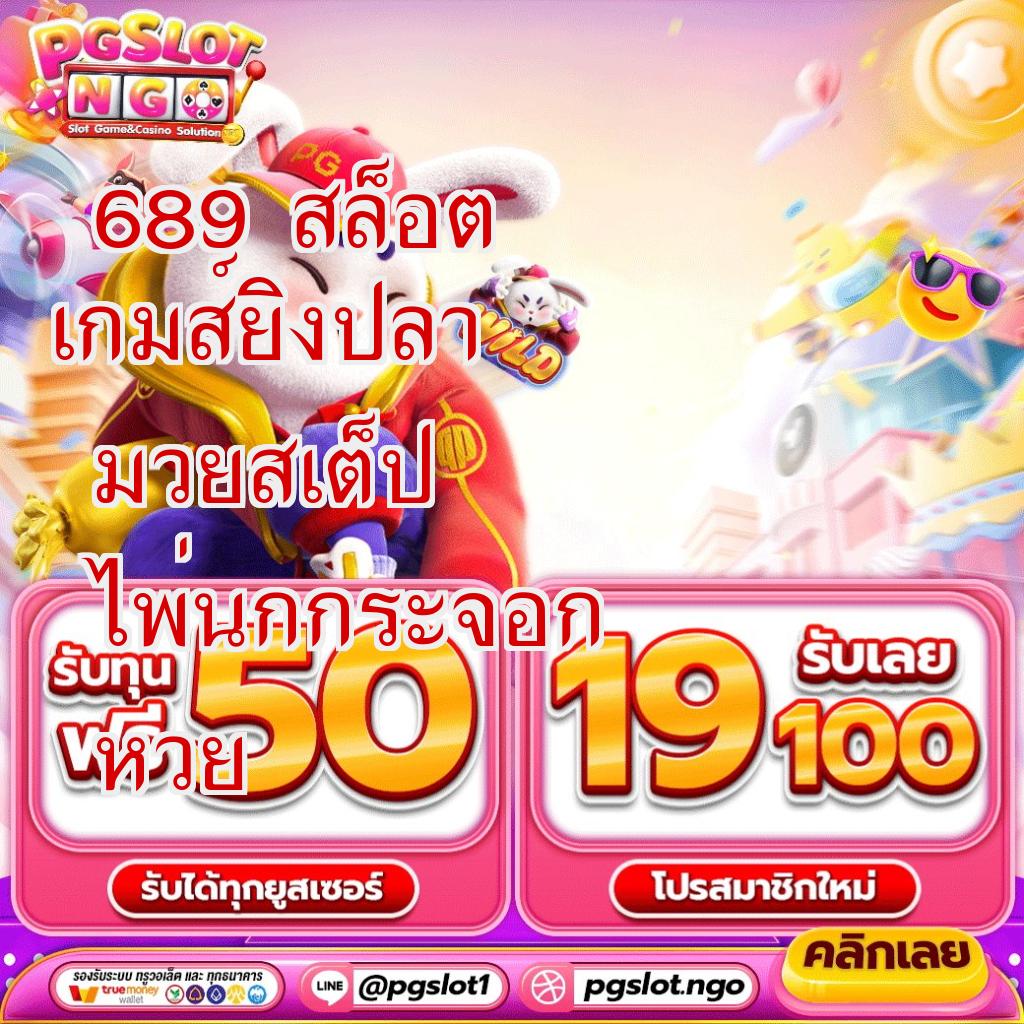 PGSLOT
NGO
Slot Game&Casino Solution
PG
689 สล็อต
เกมส์ยิงปลา
WILD
มวยสเต็ป
ไพ่นกกระจอก
รับทุน
ฟรี
50
19
รับเลย
100
หวย
รับได้ทุกยูสเซอร์
โปรสมาชิกใหม่
คลิกเลย
รองรับระบบ ทรูวอเล็ต และ ทุกธนาคาร
truemoney
wallet
LINE
@pgslot1
pgslot.ngo